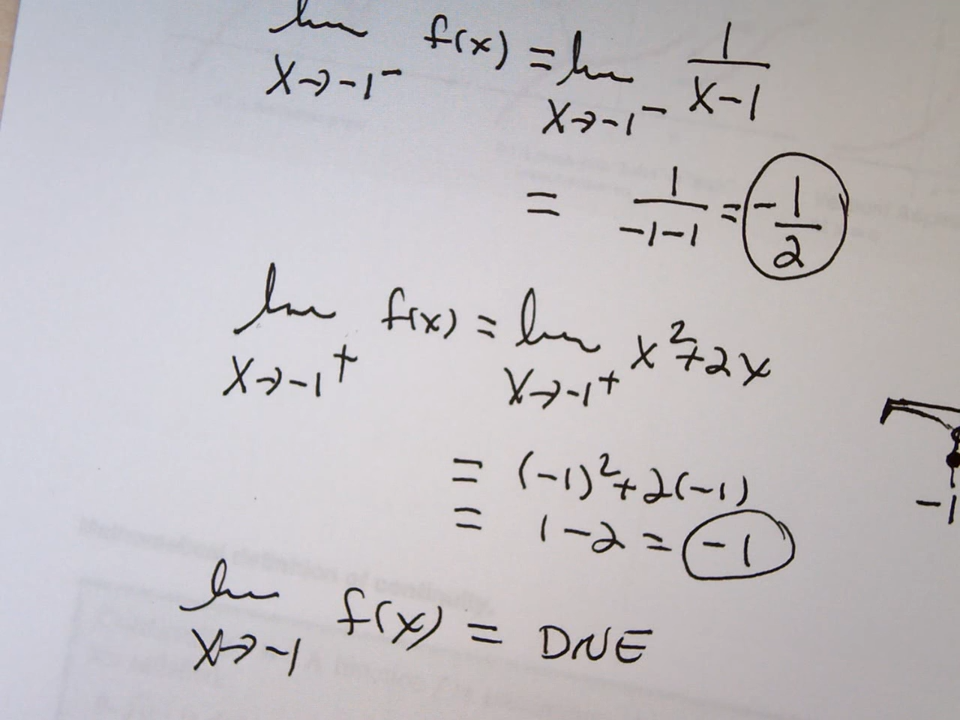 lim f(x) = lim 1/(x-1)
x→-1⁻ x→-1⁻
= 1/(-1-1) = -1/2
lim f(x) = lim x²+2x
x→-1⁺ x→-1⁺
= (-1)²+2(-1)
= 1-2 = -1
-1
lim f(x) = DNE
x→-1